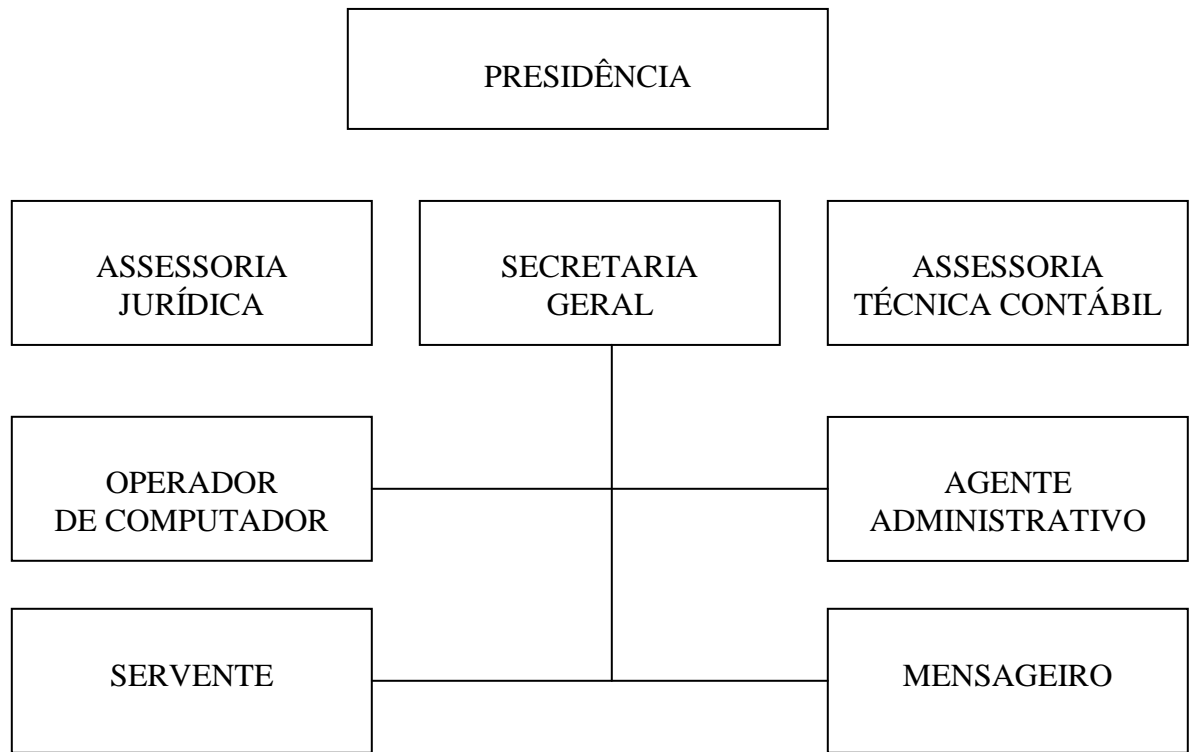 PRESIDÊNCIA
ASSESSORIA
JURÍDICA
SECRETARIA
GERAL
ASSESSORIA
TÉCNICA CONTÁBIL
OPERADOR
DE COMPUTADOR
AGENTE
ADMINISTRATIVO
SERVENTE
MENSAGEIRO